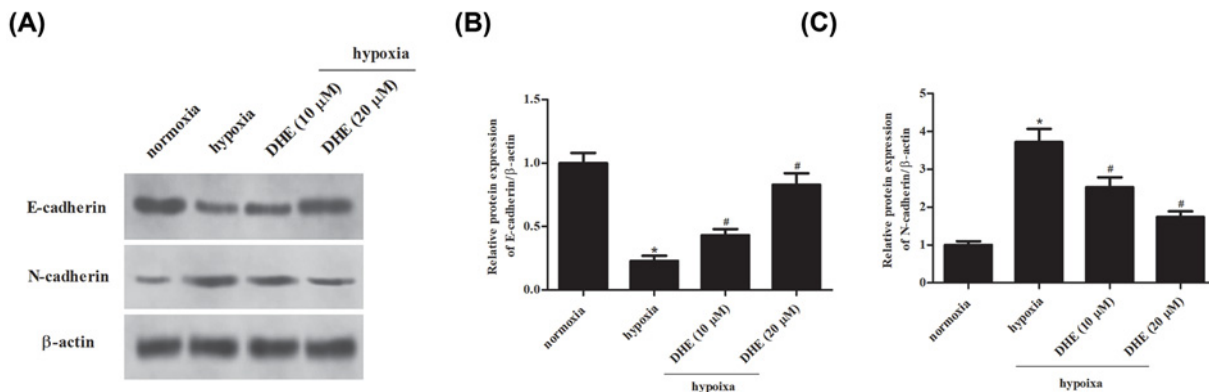 (A)
hypoxia
normoxia
hypoxia
DHE (10 μM)
DHE (20 μM)
E-cadherin
N-cadherin
β-actin
(B)
Relative protein expression
of E-cadherin/β-actin
1.5
1.0
0.5
0.0
*
#
#
normoxia
hypoxia
DHE (10 μM)
DHE (20 μM)
hypoixa
(C)
Relative protein expression
of N-cadherin/β-actin
5
4
3
2
1
0
*
#
#
normoxia
hypoxia
DHE (10 μM)
DHE (20 μM)
hypoixa